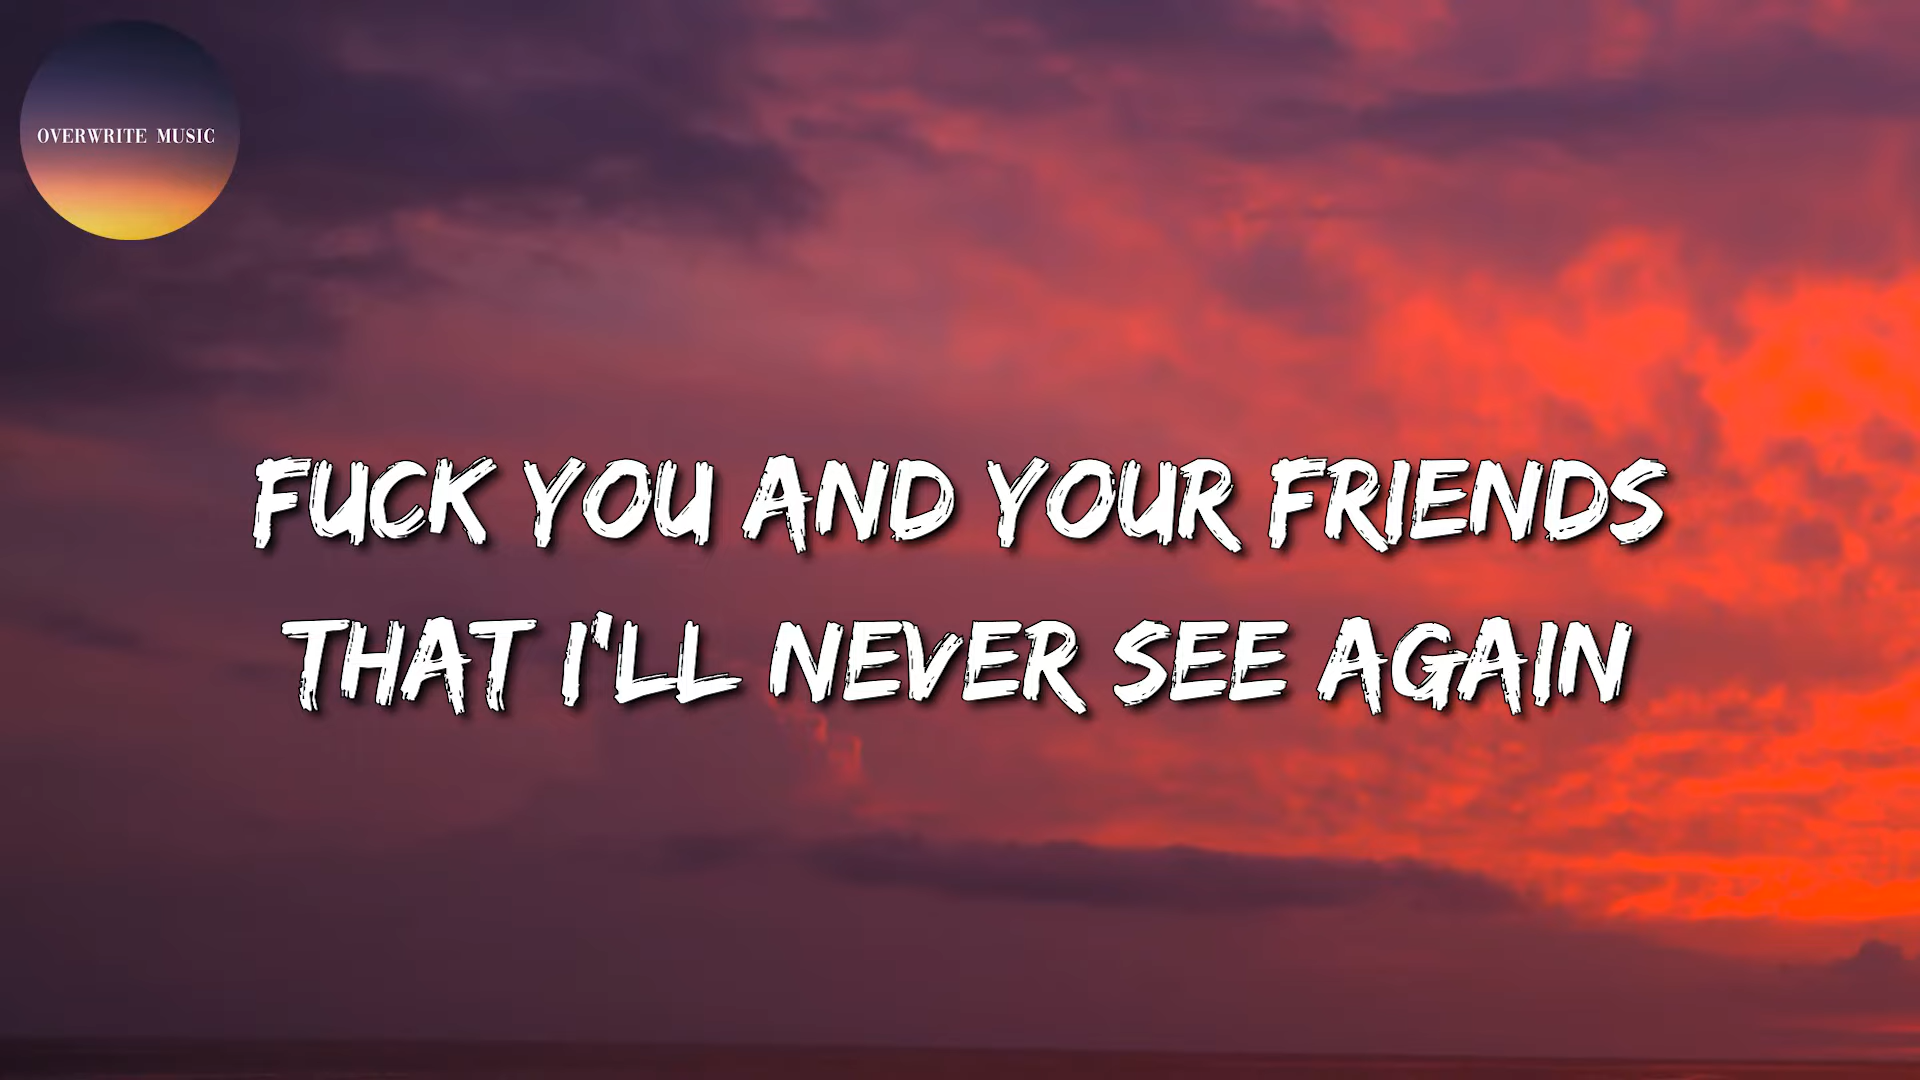 OVERWRITE MUSIC
FUCK YOU AND YOUR FRIENDS
THAT I'LL NEVER SEE AGAIN